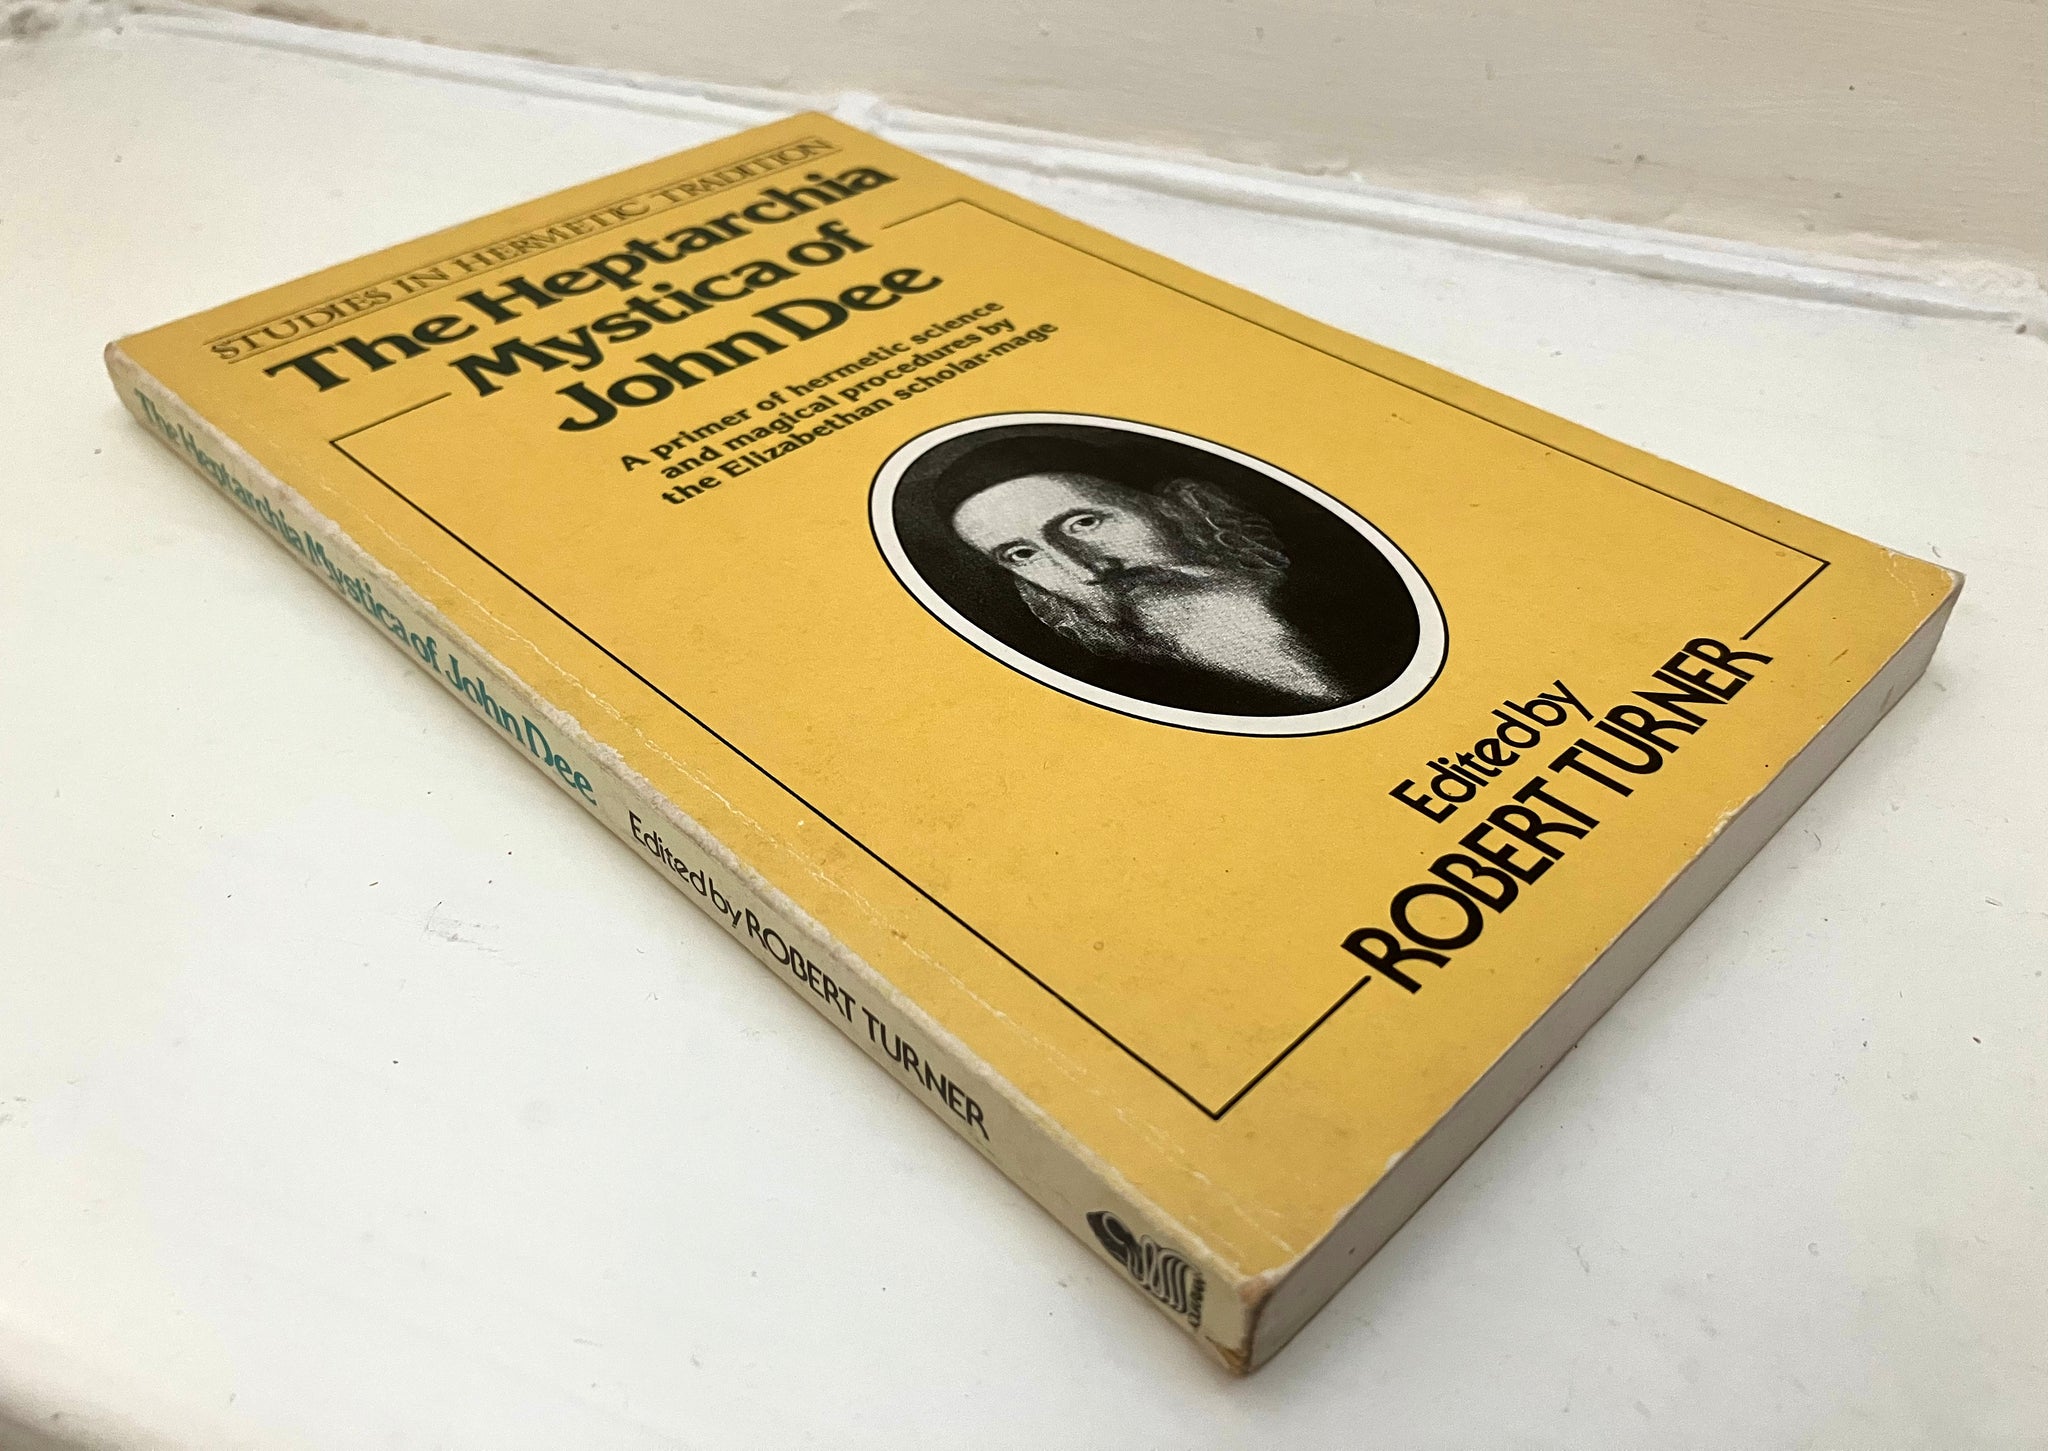 STUDIES IN HERMETIC TRADITION
The Heptarchia
Mystica of
John Dee
A primer of hermetic science
and magical procedures by
the Elizabethan scholar-mage
Edited by
ROBERT TURNER
The Heptarchia Mystica of John Dee Edited by ROBERT TURNER